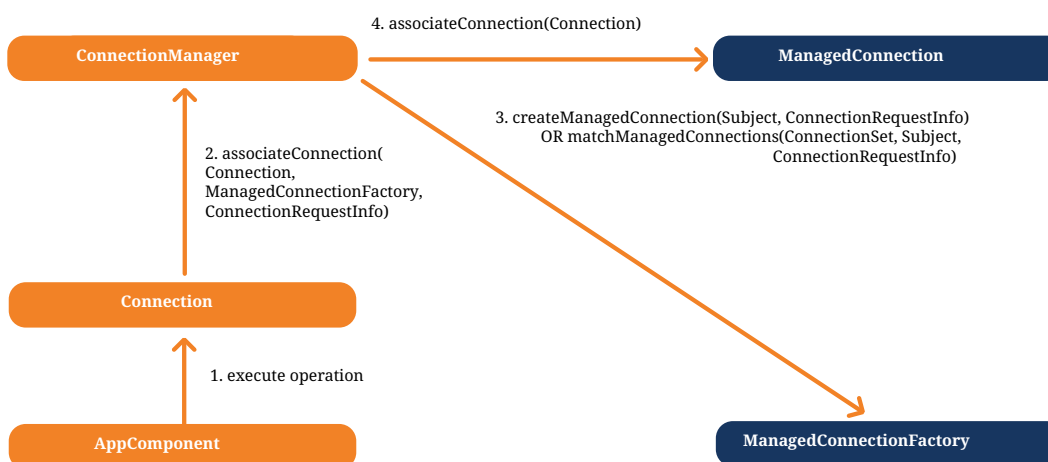 4. associateConnection(Connection)
ConnectionManager
ManagedConnection
3. createManagedConnection(Subject, ConnectionRequestInfo)
OR matchManagedConnections(ConnectionSet, Subject,
ConnectionRequestInfo)
2. associateConnection(
Connection,
ManagedConnectionFactory,
ConnectionRequestInfo)
Connection
1. execute operation
AppComponent
ManagedConnectionFactory